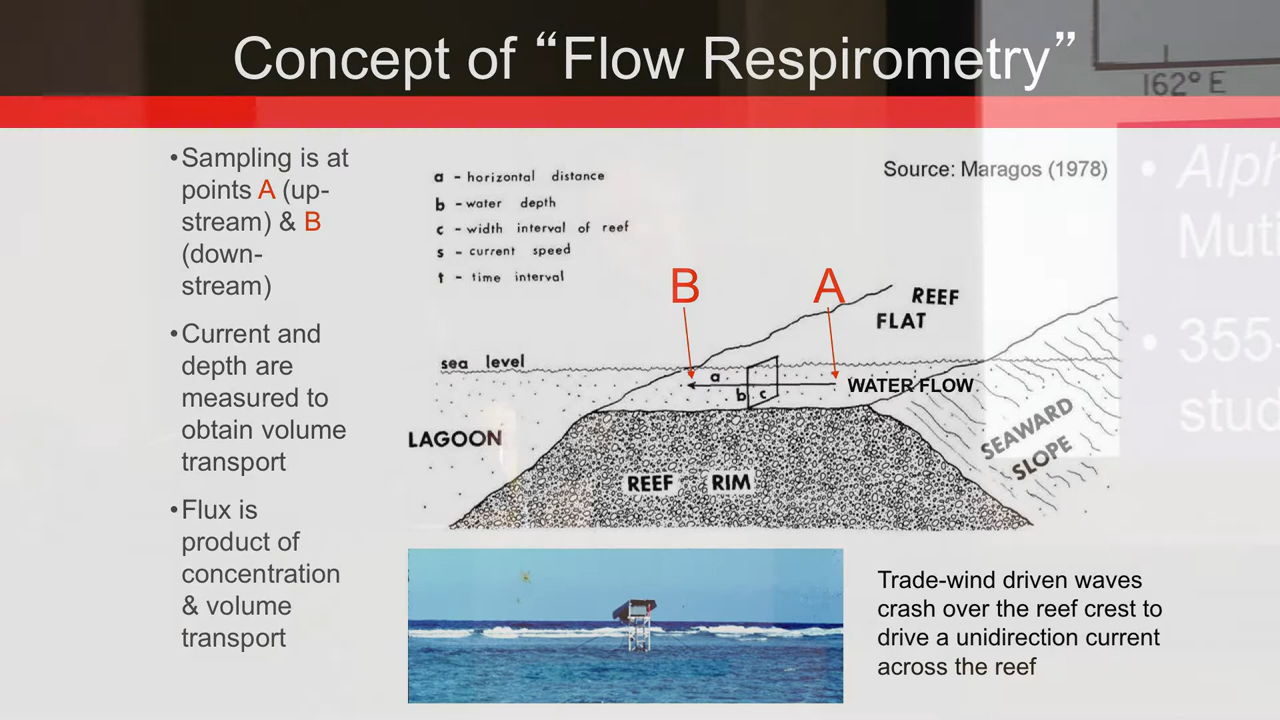 Concept of “Flow Respirometry”
162° E
•Sampling is at
points A (up-
stream) & B
(down-
stream)
•Current and
depth are
measured to
obtain volume
transport
•Flux is
product of
concentration
& volume
transport
a - horizontal distance
b - water depth
c - width interval of reef
s - current speed
t - time interval
Source: Maragos (1978)
B
A
REEF
FLAT
sea level
a
b
c
WATER FLOW
LAGOON
SEAWARD
SLOPE
REEF RIM
Trade-wind driven waves
crash over the reef crest to
drive a unidirection current
across the reef
• 355